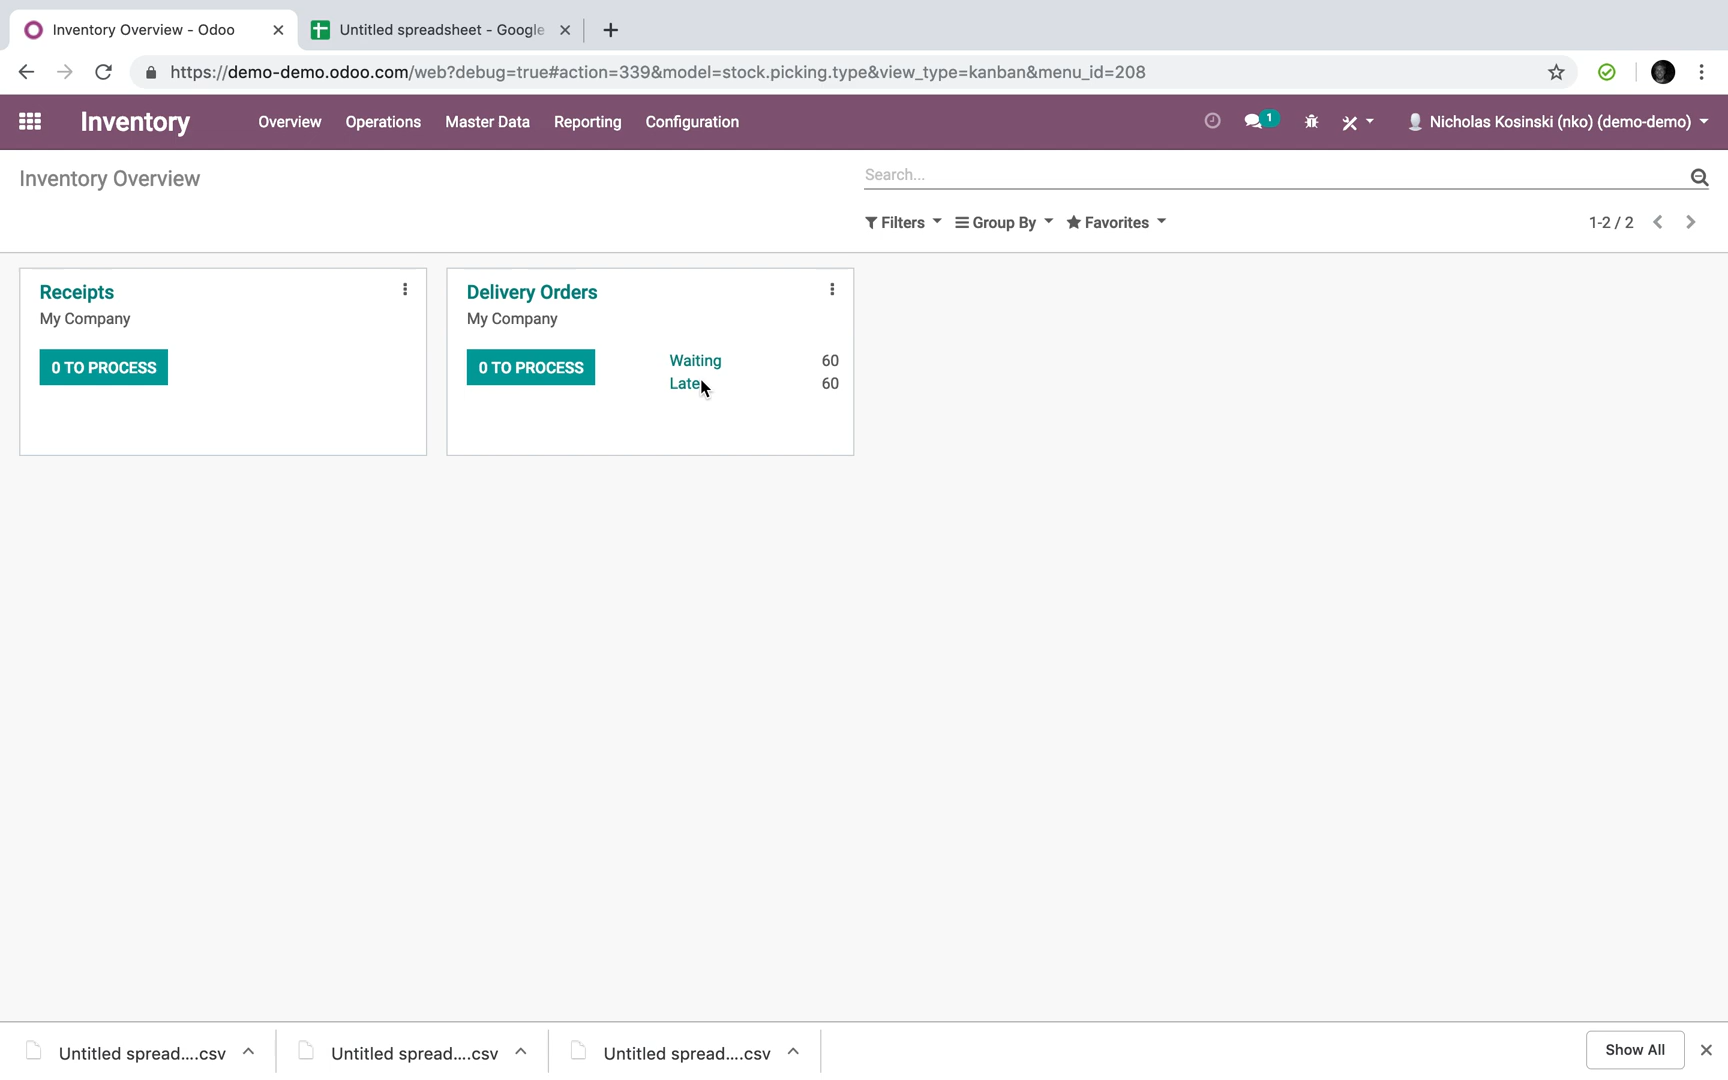 Inventory Overview - Odoo
Untitled spreadsheet - Google
https://demo-demo.odoo.com/web?debug=true#action=339&model=stock.picking.type&view_type=kanban&menu_id=208
Inventory Overview Operations Master Data Reporting Configuration 1 Nicholas Kosinski (nko) (demo-demo)
Inventory Overview
Search...
Filters Group By Favorites 1-2 / 2
Receipts
My Company
0 TO PROCESS
Delivery Orders
My Company
0 TO PROCESS
Waiting 60
Late 60
Untitled spread....csv Untitled spread....csv Untitled spread....csv Show All